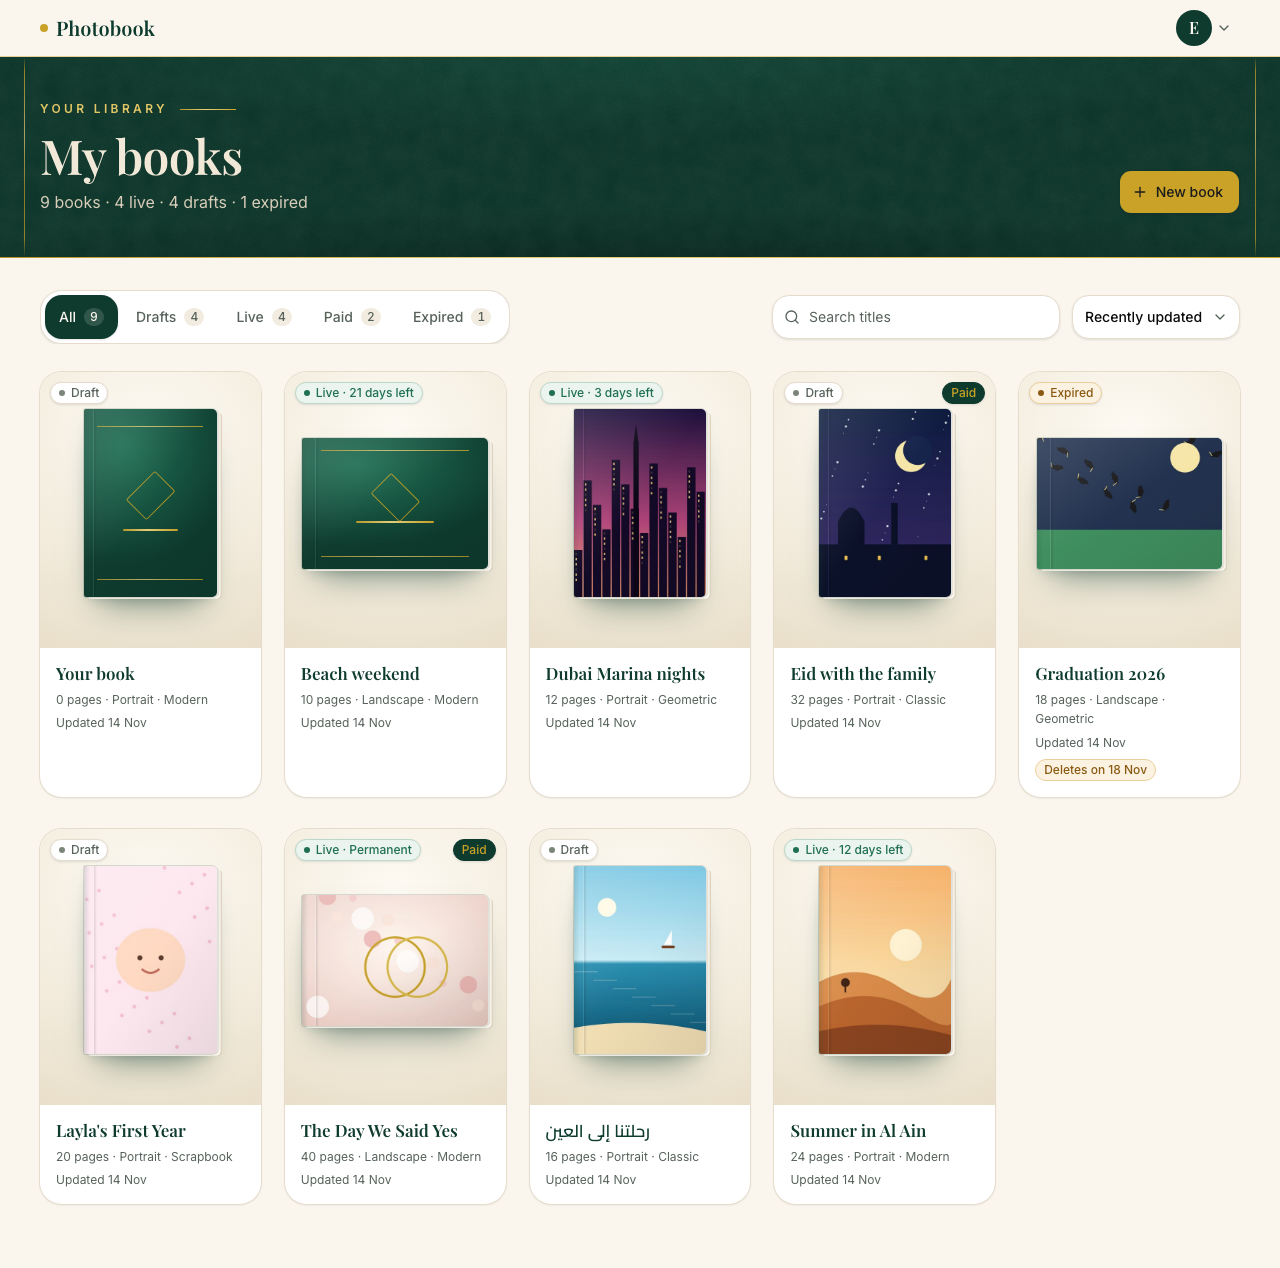 Photobook
E
YOUR LIBRARY
My books
9 books · 4 live · 4 drafts · 1 expired
New book
All 9
Drafts 4
Live 4
Paid 2
Expired 1
Search titles
Recently updated
Draft
Your book
0 pages · Portrait · Modern
Updated 14 Nov
Live · 21 days left
Beach weekend
10 pages · Landscape · Modern
Updated 14 Nov
Live · 3 days left
Dubai Marina nights
12 pages · Portrait · Geometric
Updated 14 Nov
Draft
Paid
Eid with the family
32 pages · Portrait · Classic
Updated 14 Nov
Expired
Graduation 2026
18 pages · Landscape ·
Geometric
Updated 14 Nov
Deletes on 18 Nov
Draft
Layla's First Year
20 pages · Portrait · Scrapbook
Updated 14 Nov
Live · Permanent
Paid
The Day We Said Yes
40 pages · Landscape · Modern
Updated 14 Nov
Draft
رحلتنا إلى العين
16 pages · Portrait · Classic
Updated 14 Nov
Live · 12 days left
Summer in Al Ain
24 pages · Portrait · Modern
Updated 14 Nov